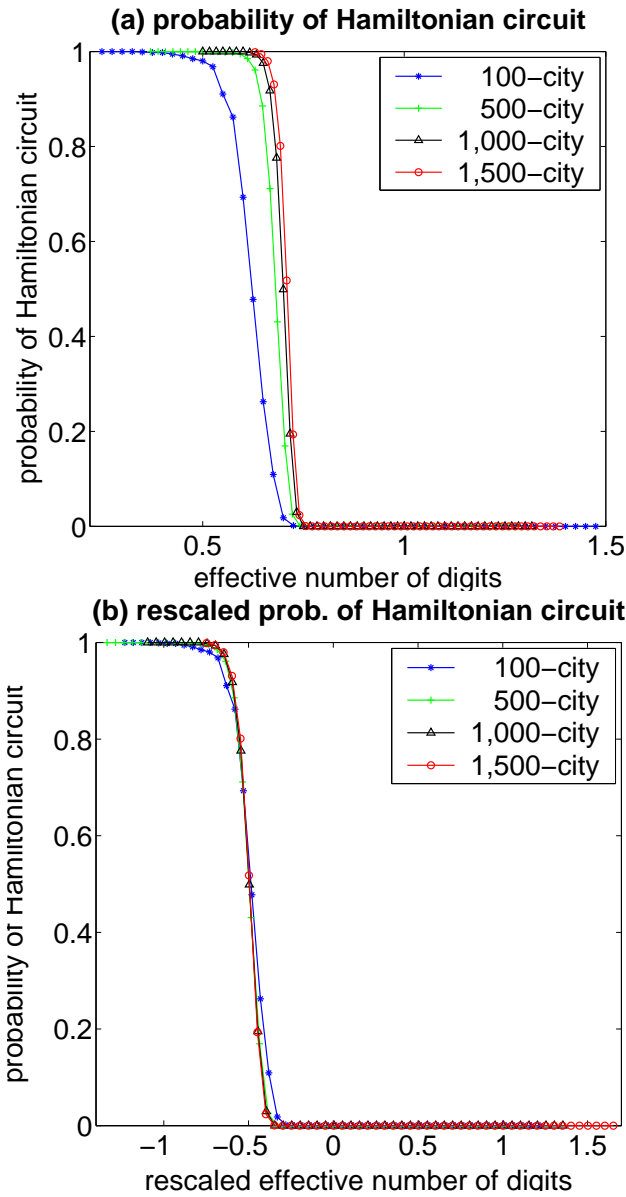 (a) probability of Hamiltonian circuit
1
0.8
0.6
0.4
0.2
0
probability of Hamiltonian circuit
100−city
500−city
1,000−city
1,500−city
0.5
1
1.5
effective number of digits
(b) rescaled prob. of Hamiltonian circuit
1
0.8
0.6
0.4
0.2
0
probability of Hamiltonian circuit
100−city
500−city
1,000−city
1,500−city
−1
−0.5
0
0.5
1
1.5
rescaled effective number of digits